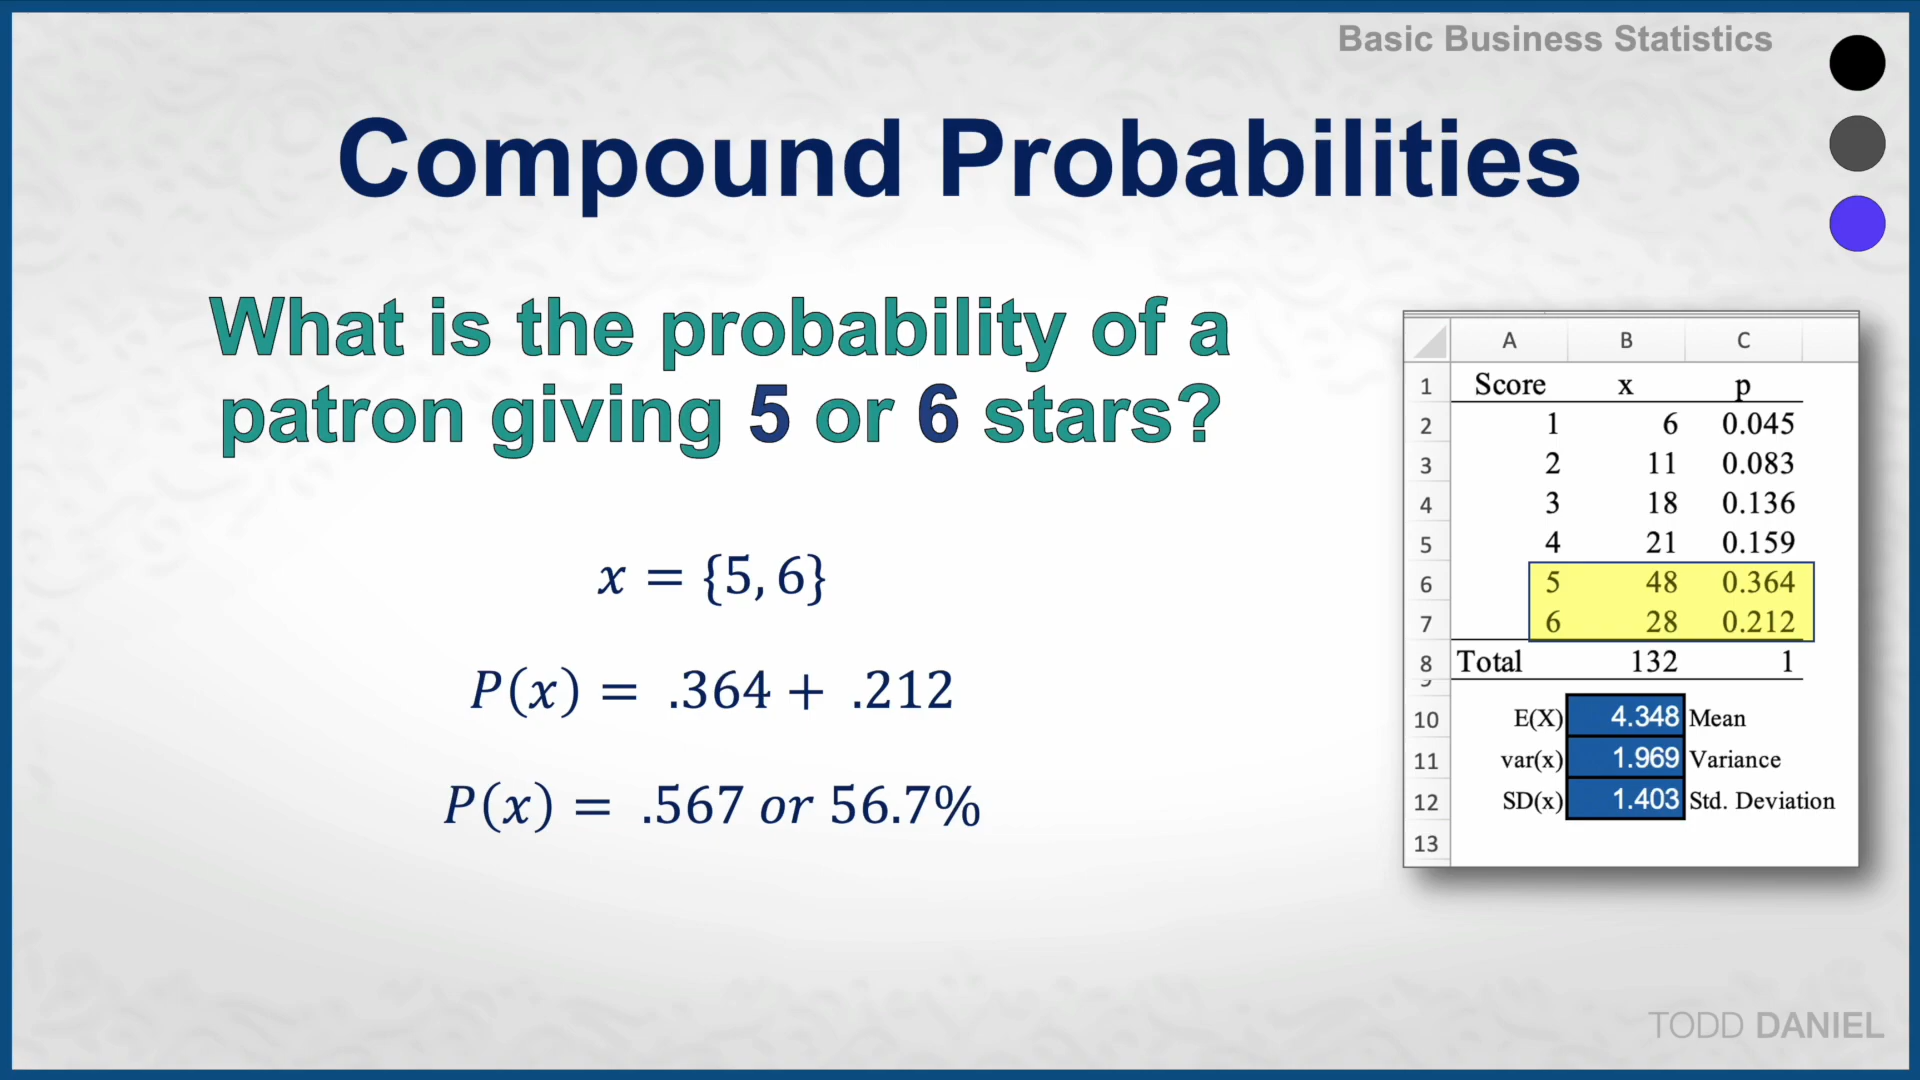 Basic Business Statistics
Compound Probabilities
What is the probability of a
patron giving 5 or 6 stars?
x = {5, 6}
P(x) = .364 + .212
P(x) = .567 or 56.7%
A B C
1 Score x p
2 1 6 0.045
3 2 11 0.083
4 3 18 0.136
5 4 21 0.159
6 5 48 0.364
7 6 28 0.212
8 Total 132 1
9
10 E(X) 4.348 Mean
11 var(x) 1.969 Variance
12 SD(x) 1.403 Std. Deviation
13
TODD DANIEL